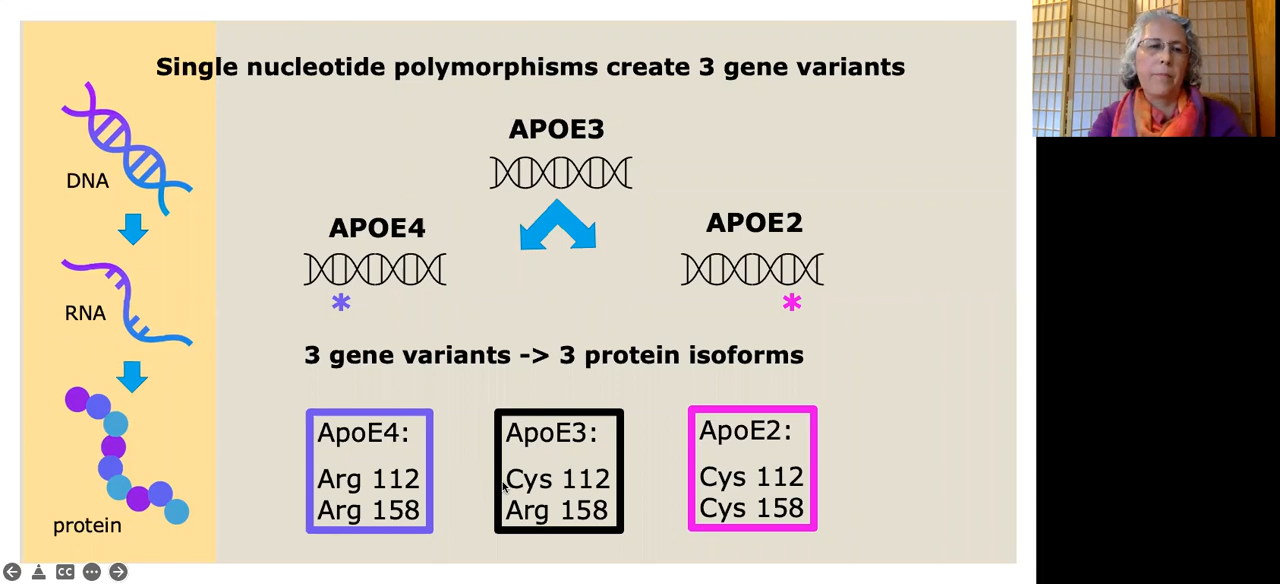 Single nucleotide polymorphisms create 3 gene variants
APOE3
APOE4
APOE2
*
*
DNA
RNA
protein
3 gene variants -> 3 protein isoforms
ApoE4:
Arg 112
Arg 158
ApoE3:
Cys 112
Arg 158
ApoE2:
Cys 112
Cys 158
CC